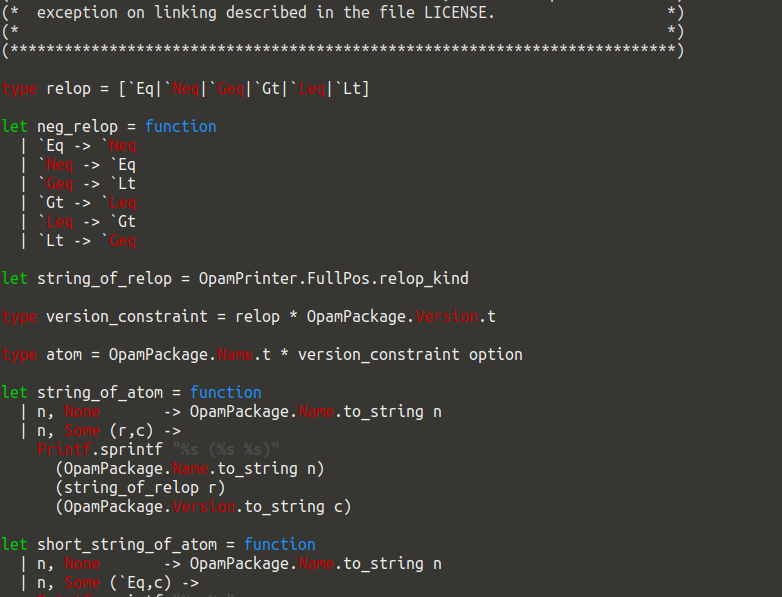 (*  exception on linking described in the file LICENSE.                   *)
(*                                                                        *)
(**************************************************************************)
type relop = [`Eq|`Neq|`Geq|`Gt|`Leq|`Lt]
let neg_relop = function
  | `Eq -> `Neq
  | `Neq -> `Eq
  | `Geq -> `Lt
  | `Gt -> `Leq
  | `Leq -> `Gt
  | `Lt -> `Geq
let string_of_relop = OpamPrinter.FullPos.relop_kind
type version_constraint = relop * OpamPackage.Version.t
type atom = OpamPackage.Name.t * version_constraint option
let string_of_atom = function
  | n, None       -> OpamPackage.Name.to_string n
  | n, Some (r,c) ->
    Printf.sprintf "%s (%s %s)"
      (OpamPackage.Name.to_string n)
      (string_of_relop r)
      (OpamPackage.Version.to_string c)
let short_string_of_atom = function
  | n, None       -> OpamPackage.Name.to_string n
  | n, Some (`Eq,c) ->